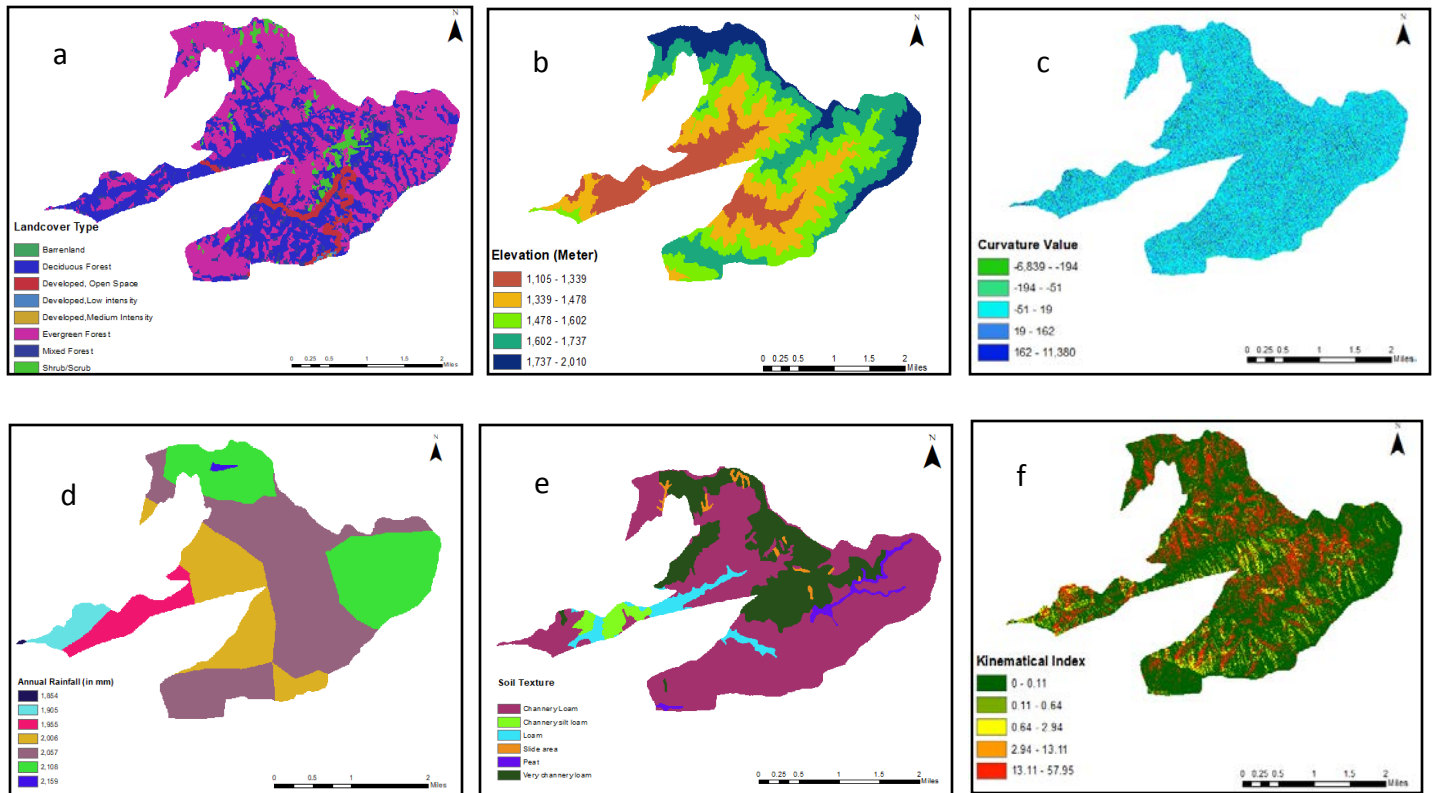 a
N
Landcover Type
Barrenland
Deciduous Forest
Developed, Open Space
Developed,Low intensity
Developed,Medium Intensity
Evergreen Forest
Mixed Forest
Shrub/Scrub
0 0.25 0.5 1 1.5 2
Miles
b
N
Elevation (Meter)
1,105 - 1,339
1,339 - 1,478
1,478 - 1,602
1,602 - 1,737
1,737 - 2,010
0 0.25 0.5 1 1.5 2
Miles
c
N
Curvature Value
-6,839 - -194
-194 - -51
-51 - 19
19 - 162
162 - 11,380
0 0.25 0.5 1 1.5 2
Miles
d
N
Annual Rainfall (in mm)
1,854
1,905
1,955
2,006
2,057
2,108
2,159
0 0.5 1 2
Miles
e
N
Soil Texture
Channery Loam
Channery silt loam
Loam
Slide area
Peat
Very channery loam
0 0.25 0.5 1 1.5 2
Miles
f
N
Kinematical Index
0 - 0.11
0.11 - 0.64
0.64 - 2.94
2.94 - 13.11
13.11 - 57.95
0 0.25 0.5 1 1.5 2
Miles